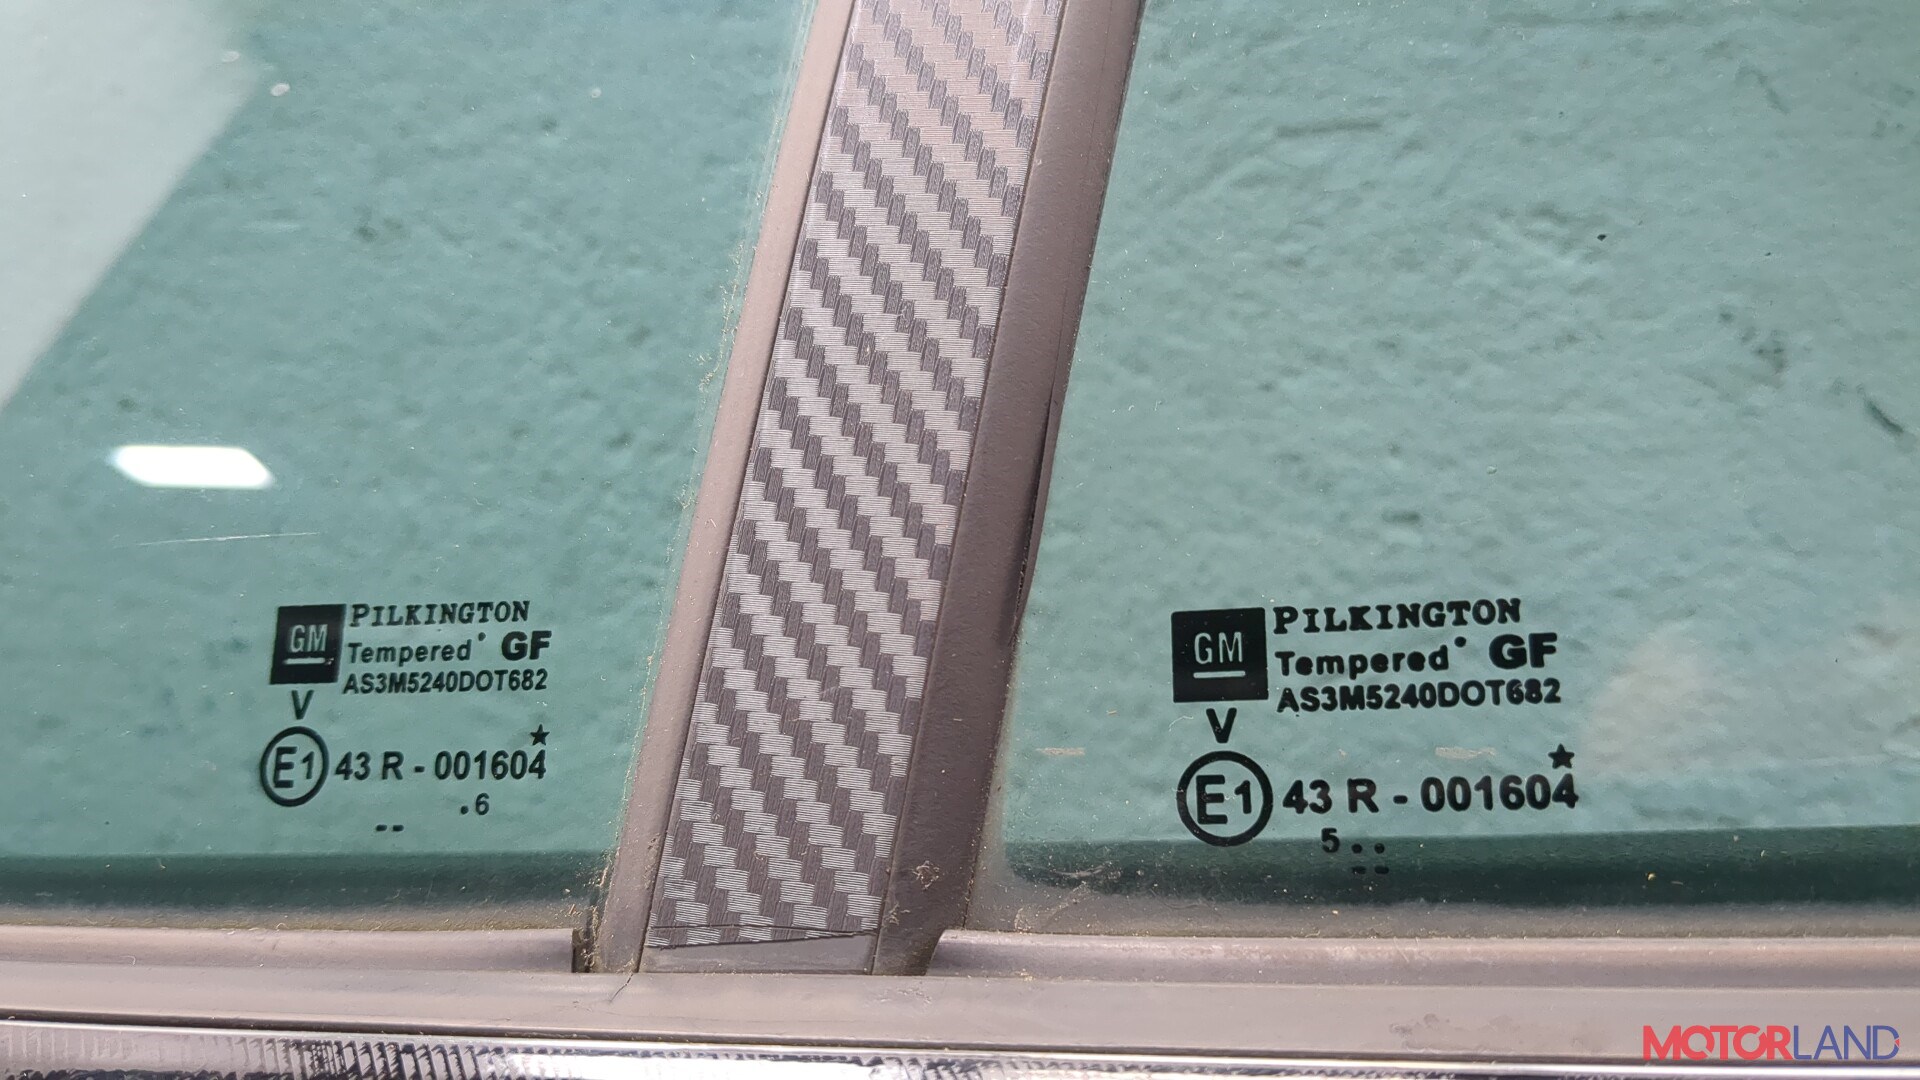 GM
PILKINGTON
Tempered GF
AS3M5240DOT682
V
E1 43 R - 001604 ★
.6
--
GM
PILKINGTON
Tempered GF
AS3M5240DOT682
V
E1 43 R - 001604 ★
5..
--
MOTORLAND